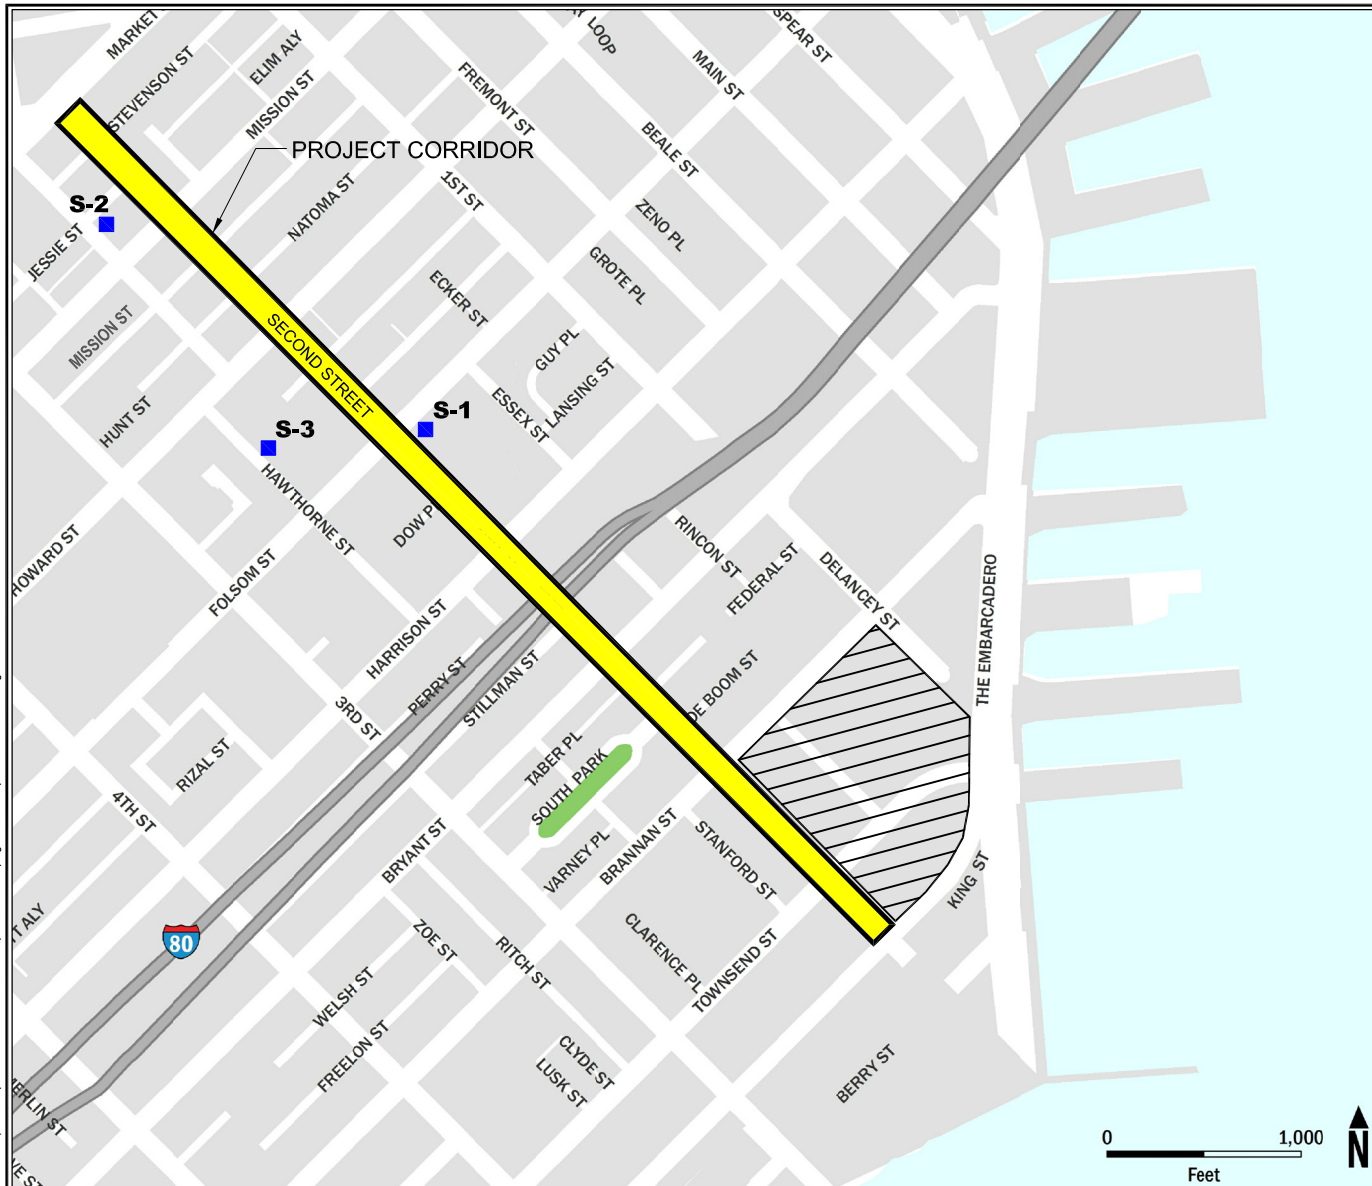 MARKET
STEVENSON ST
ELIM ALY
MISSION ST
FREMONT ST
LOOP
MAIN ST
SPEAR ST
BEALE ST
PROJECT CORRIDOR
1ST ST
NATOMA ST
ZENO PL
GROTE PL
S-2
JESSIE ST
ECKER ST
MISSION ST
SECOND STREET
GUY PL
LANSING ST
ESSEX ST
HUNT ST
S-1
S-3
HAWTHORNE ST
DOW P
HOWARD ST
FOLSOM ST
RINCON ST
FEDERAL ST
DELANCEY ST
THE EMBARCADERO
HARRISON ST
PERRY ST
STILLMAN ST
DE BOOM ST
3RD ST
RIZAL ST
TABER PL
SOUTH PARK
4TH ST
BRYANT ST
VARNEY PL
BRANNAN ST
STANFORD ST
KING ST
T ALY
80
ZOE ST
RITCH ST
CLARENCE PL
TOWNSEND ST
WELSH ST
FREELON ST
CLYDE ST
LUSK ST
BERRY ST
MERLIN ST
VE ST
0 1,000
Feet
N